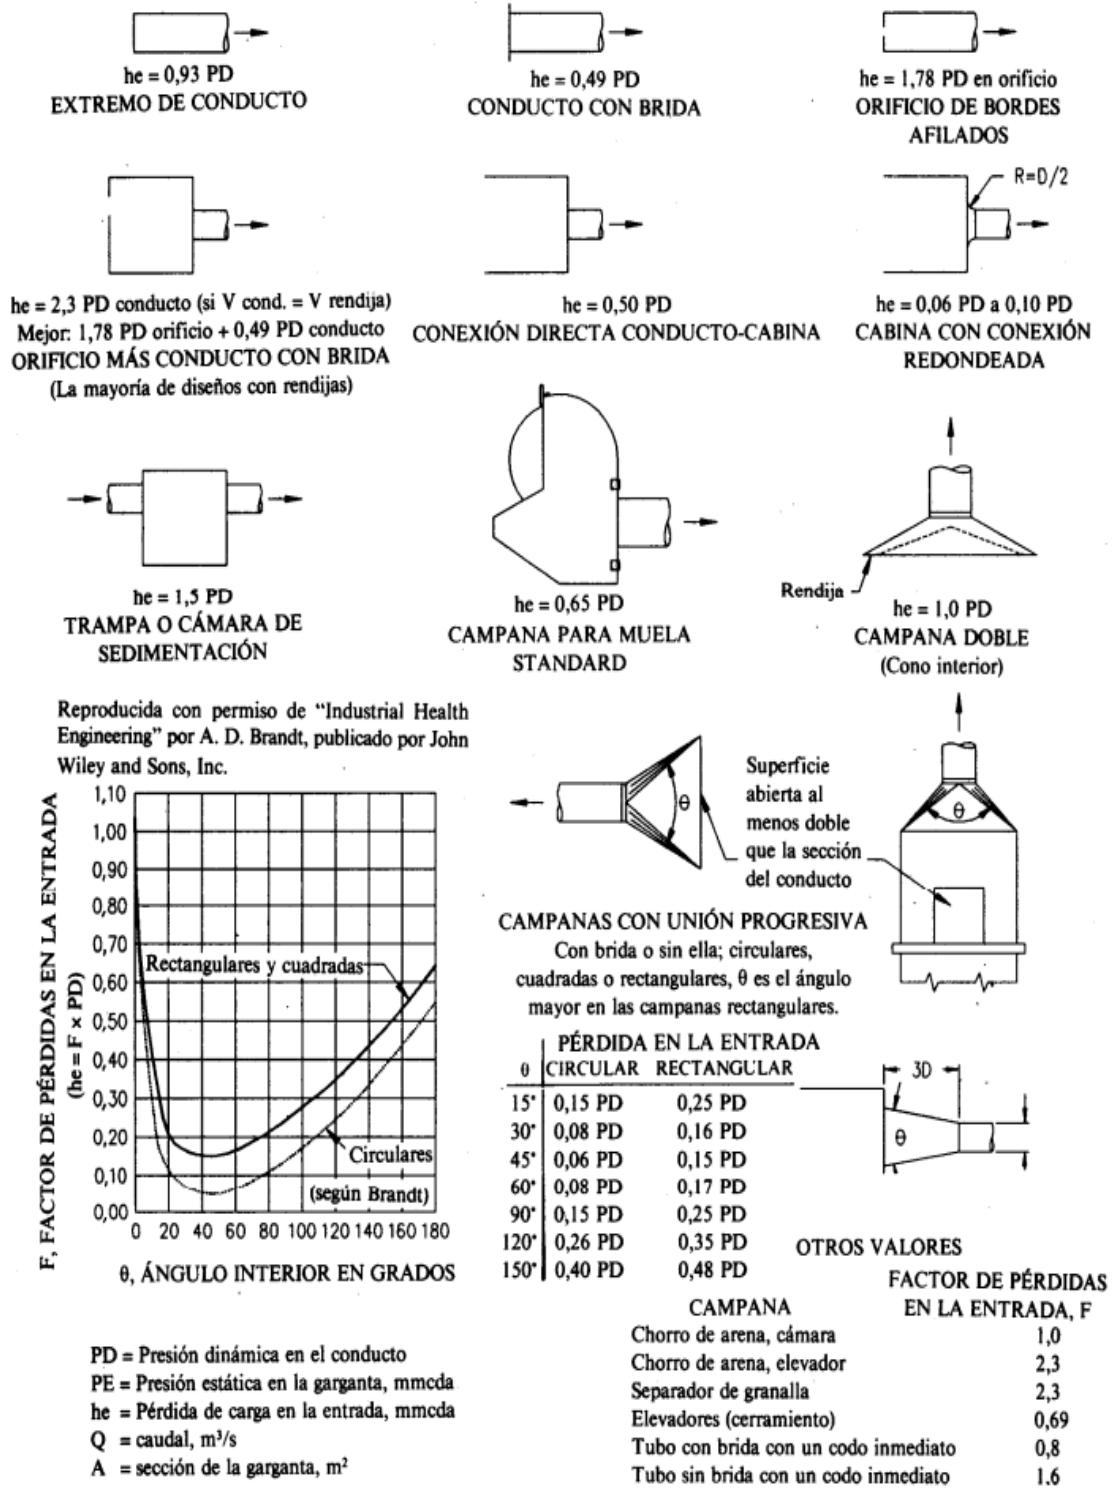 he = 0,93 PD
EXTREMO DE CONDUCTO
he = 0,49 PD
CONDUCTO CON BRIDA
he = 1,78 PD en orificio
ORIFICIO DE BORDES
AFILADOS
he = 2,3 PD conducto (si V cond. = V rendija)
Mejor: 1,78 PD orificio + 0,49 PD conducto
ORIFICIO MÁS CONDUCTO CON BRIDA
(La mayoría de diseños con rendijas)
he = 0,50 PD
CONEXIÓN DIRECTA CONDUCTO-CABINA
R=D/2
he = 0,06 PD a 0,10 PD
CABINA CON CONEXIÓN
REDONDEADA
he = 1,5 PD
TRAMPA O CÁMARA DE
SEDIMENTACIÓN
he = 0,65 PD
CAMPANA PARA MUELA
STANDARD
Rendija
he = 1,0 PD
CAMPANA DOBLE
(Cono interior)
Reproducida con permiso de “Industrial Health
Engineering” por A. D. Brandt, publicado por John
Wiley and Sons, Inc.
F, FACTOR DE PÉRDIDAS EN LA ENTRADA
(he = F x PD)
1,10
1,00
0,90
0,80
0,70
0,60
0,50
0,40
0,30
0,20
0,10
0,00
Rectangulares y cuadradas
Circulares
(según Brandt)
0 20 40 60 80 100 120 140 160 180
θ, ÁNGULO INTERIOR EN GRADOS
θ
Superficie
abierta al
menos doble
que la sección
del conducto
θ
CAMPANAS CON UNIÓN PROGRESIVA
Con brida o sin ella; circulares,
cuadradas o rectangulares, θ es el ángulo
mayor en las campanas rectangulares.
PÉRDIDA EN LA ENTRADA
θ CIRCULAR RECTANGULAR
15° 0,15 PD 0,25 PD
30° 0,08 PD 0,16 PD
45° 0,06 PD 0,15 PD
60° 0,08 PD 0,17 PD
90° 0,15 PD 0,25 PD
120° 0,26 PD 0,35 PD
150° 0,40 PD 0,48 PD
3D
θ
OTROS VALORES
CAMPANA FACTOR DE PÉRDIDAS
EN LA ENTRADA, F
Chorro de arena, cámara 1,0
Chorro de arena, elevador 2,3
Separador de granalla 2,3
Elevadores (cerramiento) 0,69
Tubo con brida con un codo inmediato 0,8
Tubo sin brida con un codo inmediato 1,6
PD = Presión dinámica en el conducto
PE = Presión estática en la garganta, mmcda
he = Pérdida de carga en la entrada, mmcda
Q = caudal, m³/s
A = sección de la garganta, m²